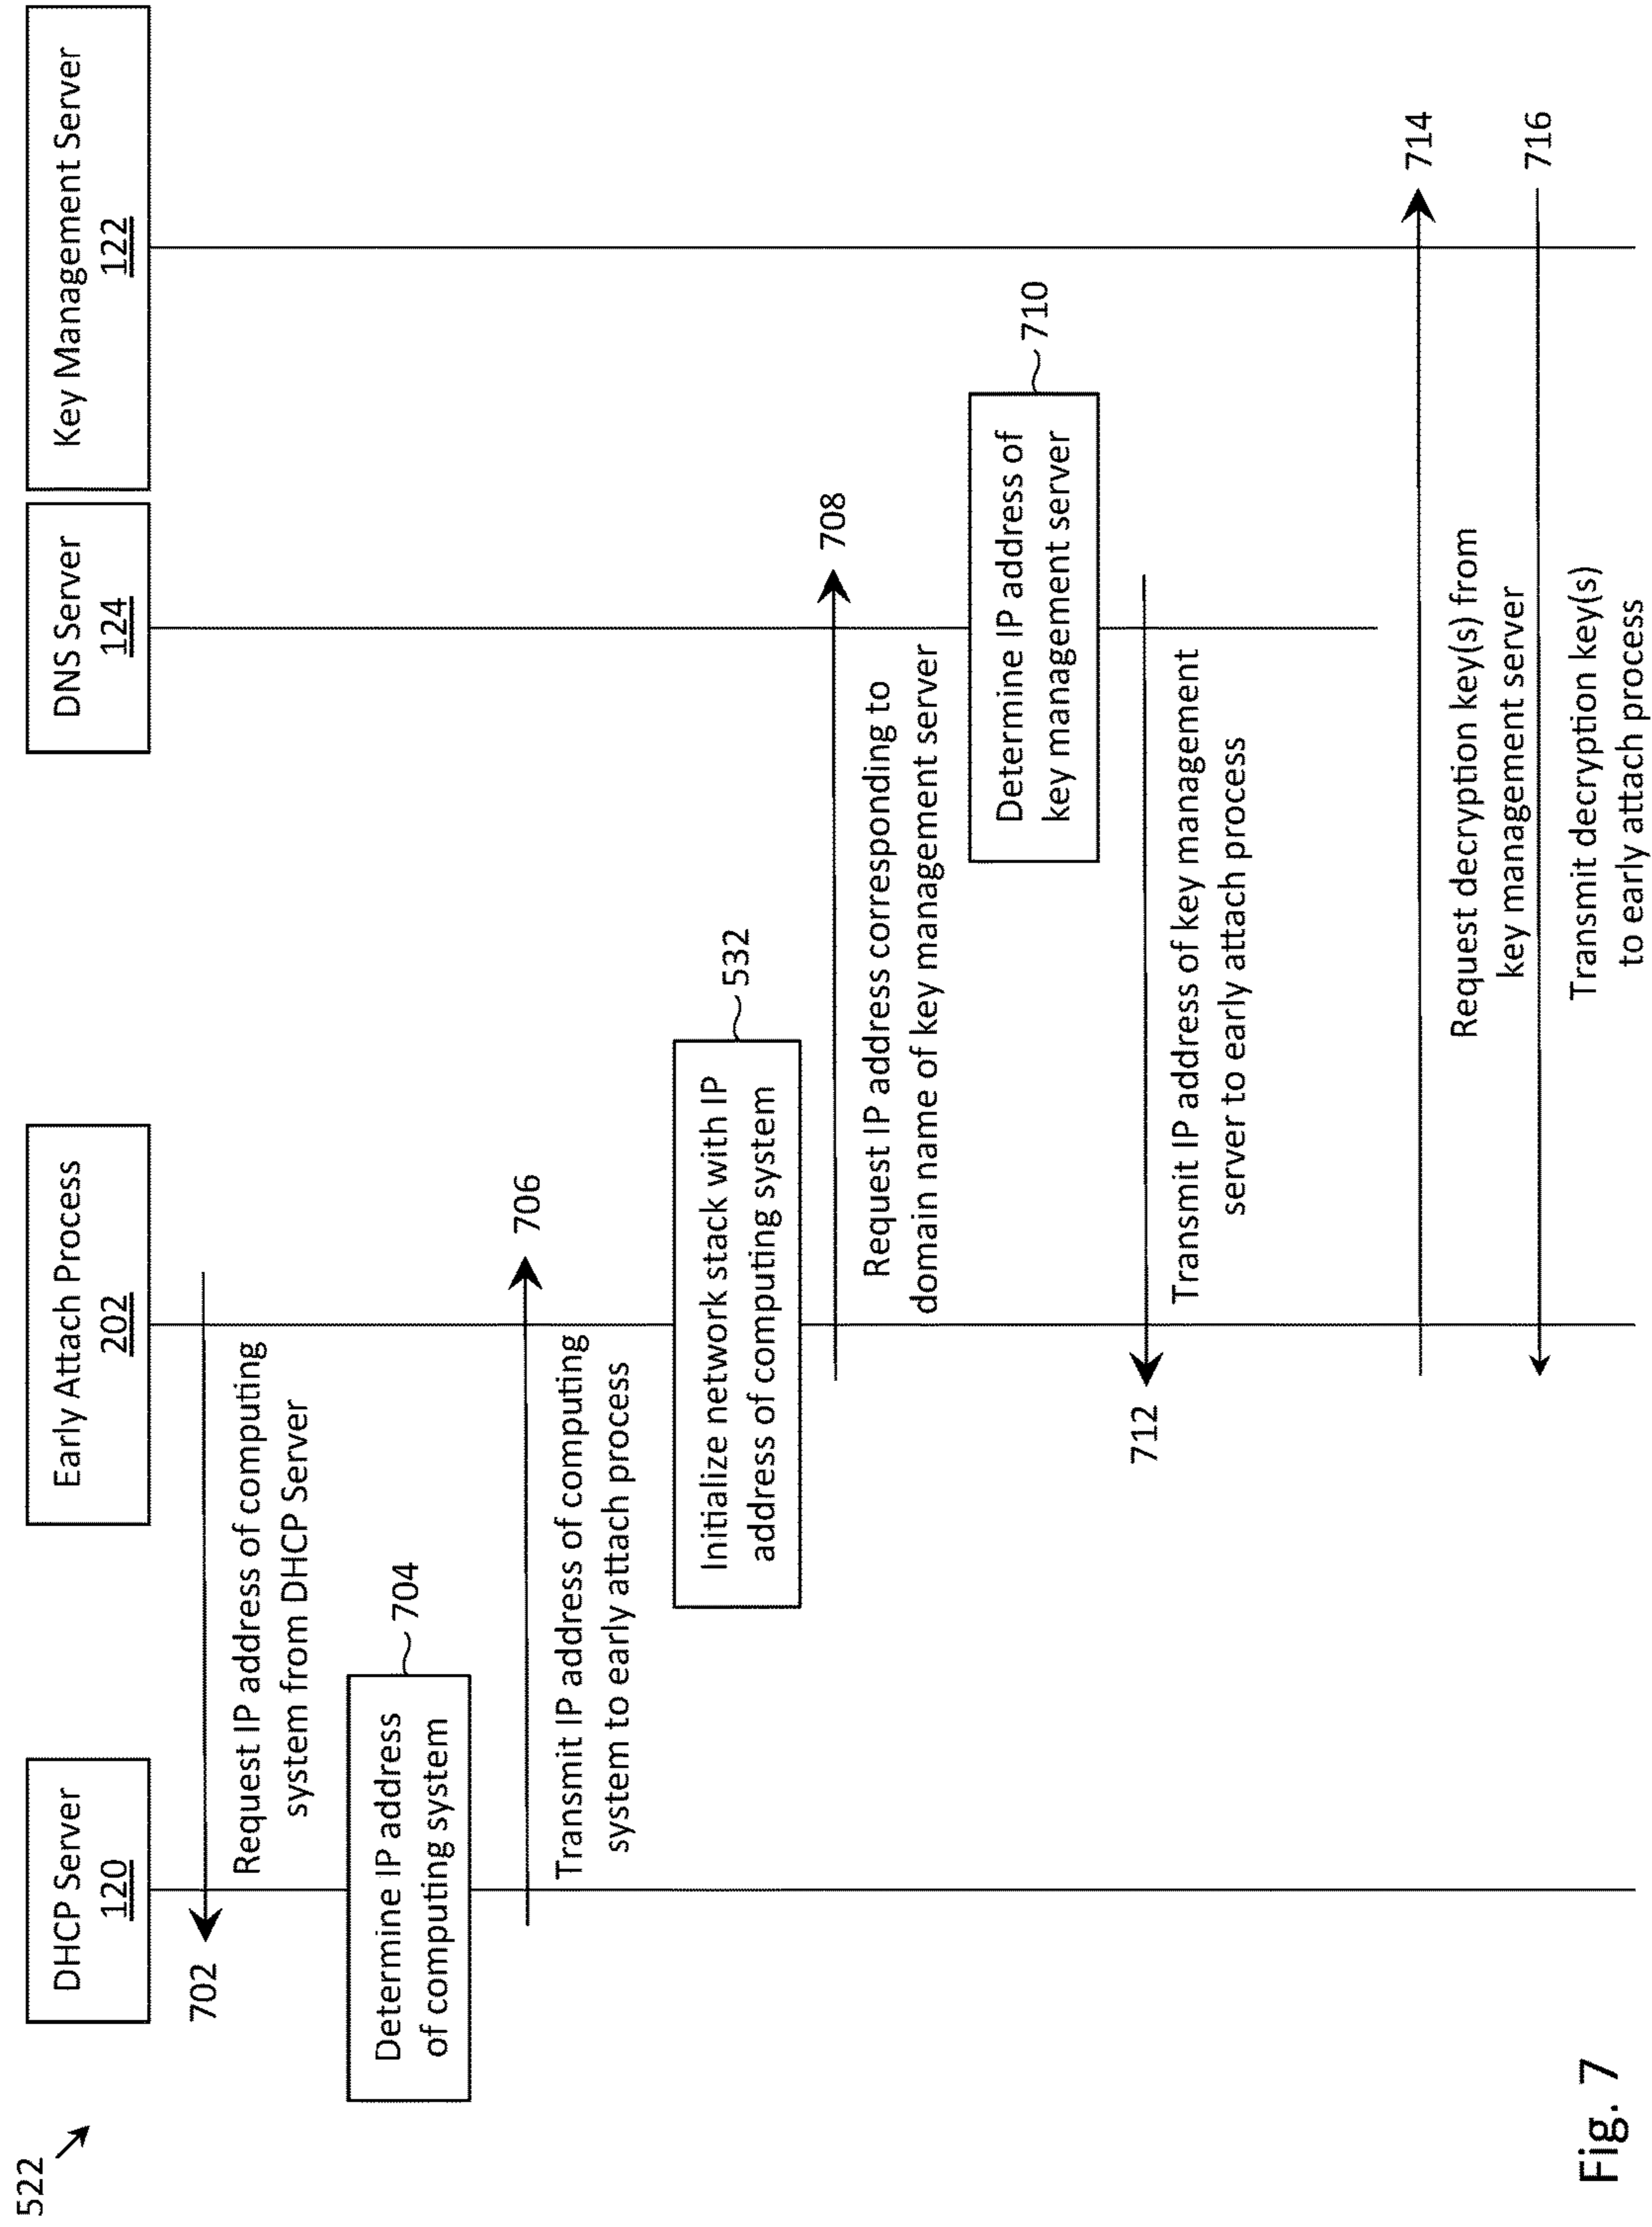 522
DHCP Server
120
Early Attach Process
202
DNS Server
124
Key Management Server
122
702
Request IP address of computing
system from DHCP Server
Determine IP address
of computing system
704
706
Transmit IP address of computing
system to early attach process
Initialize network stack with IP
address of computing system
532
708
Request IP address corresponding to
domain name of key management server
Determine IP address of
key management server
710
712
Transmit IP address of key management
server to early attach process
714
Request decryption key(s) from
key management server
716
Transmit decryption key(s)
to early attach process
Fig. 7